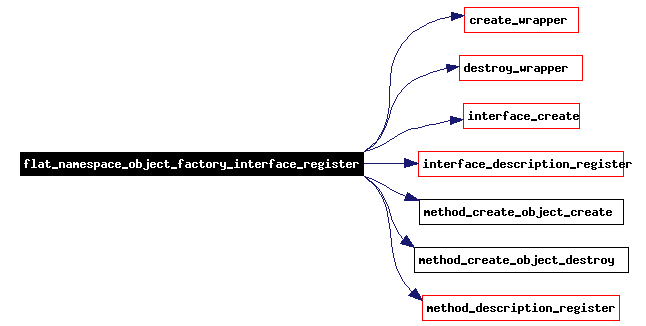 create_wrapper
destroy_wrapper
interface_create
flat_namespace_object_factory_interface_register
interface_description_register
method_create_object_create
method_create_object_destroy
method_description_register